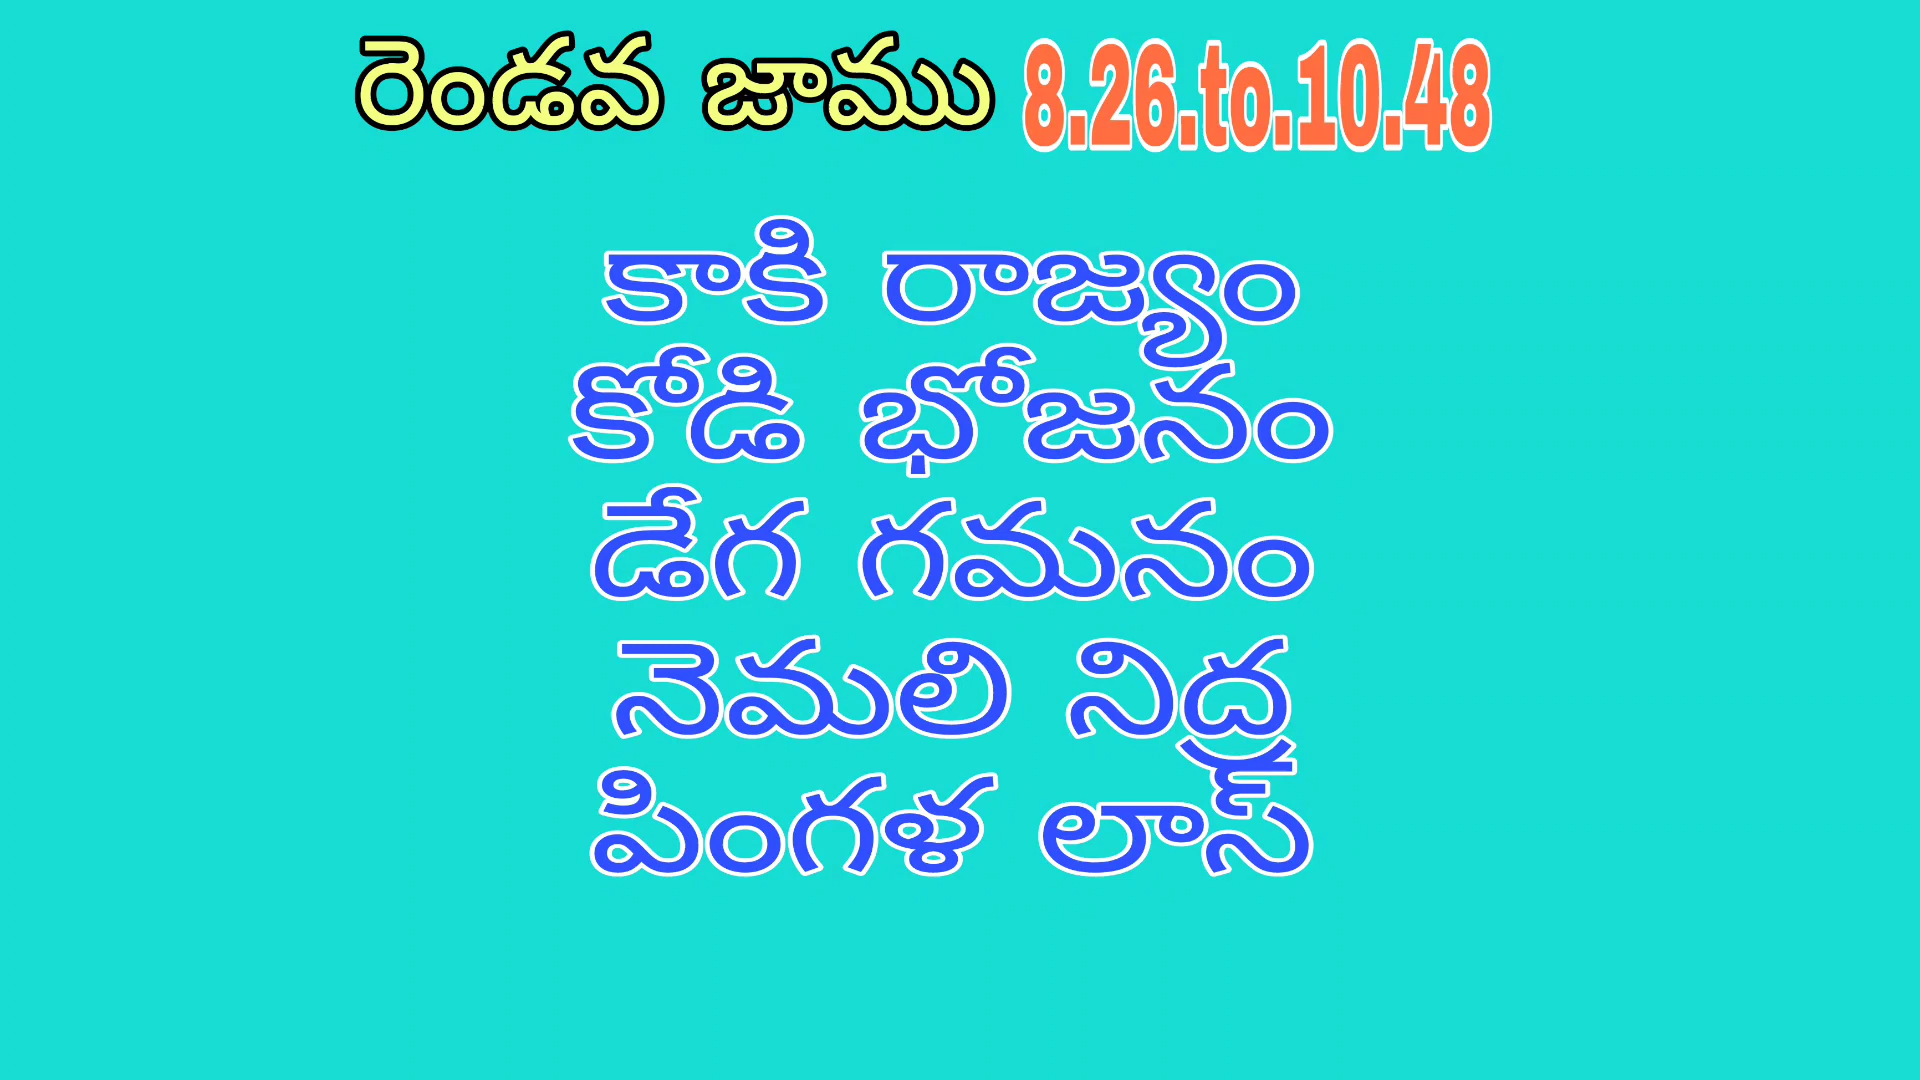 రెండవ జాము 8.26.to.10.48
కాకి రాజ్యం
కోడి భోజనం
డేగ గమనం
నెమలి నిద్ర
పింగళ లాస్